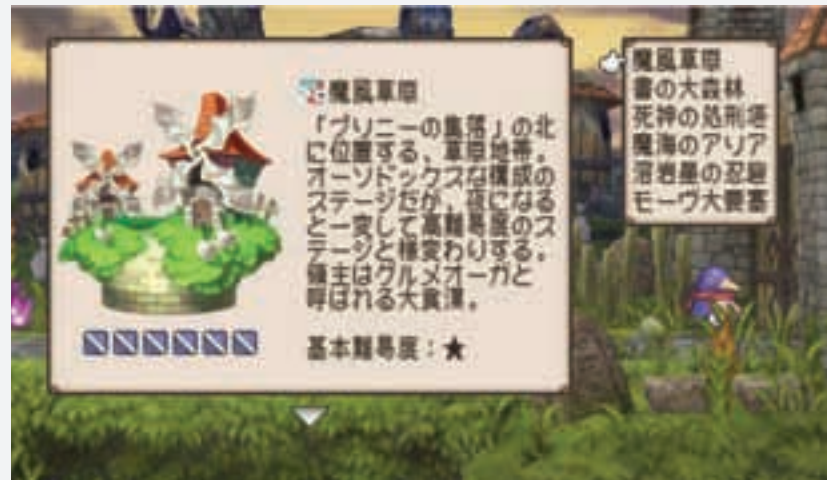 魔風草原
「プリニーの集落」の北
に位置する、草原地帯。
オーソドックスな構成の
ステージだが、夜になる
と一変して高難易度のス
テージと様変わりする。
領主はグルメオーガと
呼ばれる大食漢。
基本難易度：★
魔風草原
書の大森林
死神の処刑塔
魔海のアリア
溶岩星の忍廻
モーヴ大要塞